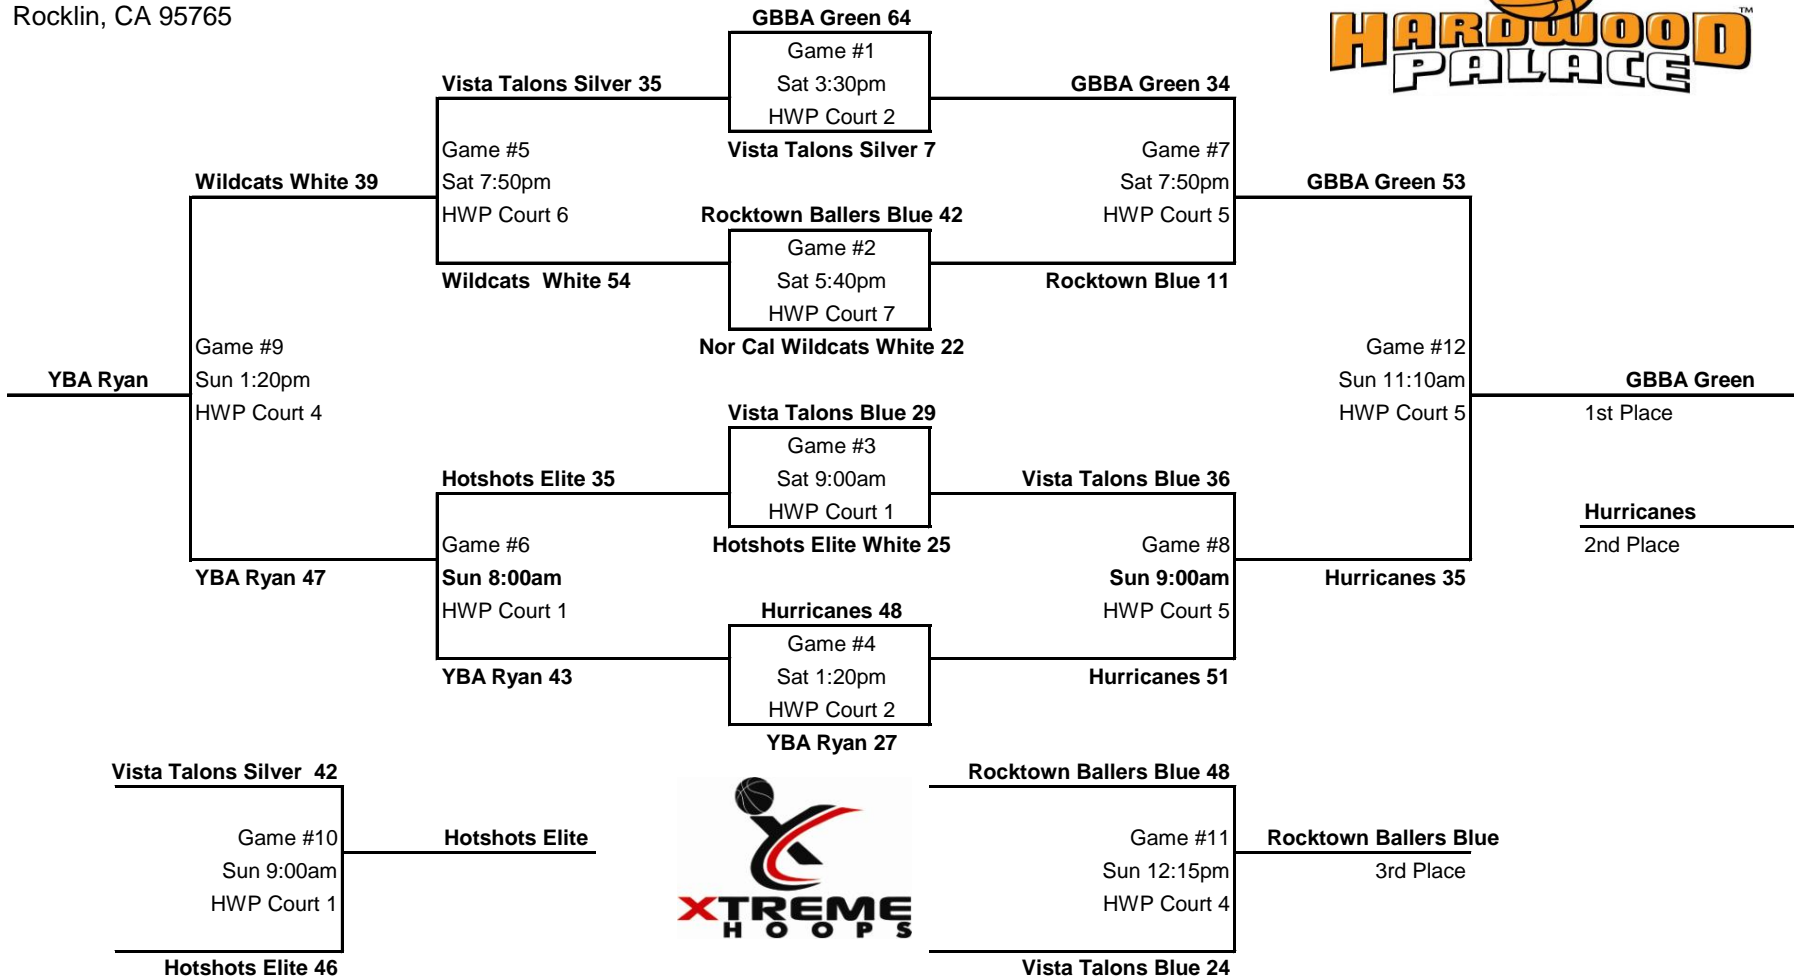 Rocklin, CA 95765
HARDWOOD
PALACE
TM
GBBA Green 64
Game #1
Sat 3:30pm
HWP Court 2
Vista Talons Silver 7
Vista Talons Silver 35
Game #5
Sat 7:50pm
HWP Court 6
Wildcats  White 54
GBBA Green 34
Game #7
Sat 7:50pm
HWP Court 5
Rocktown Blue 11
Wildcats White 39
Rocktown Ballers Blue 42
Game #2
Sat 5:40pm
HWP Court 7
Nor Cal Wildcats White 22
GBBA Green 53
Game #9
Sun 1:20pm
HWP Court 4
YBA Ryan
Game #12
Sun 11:10am
HWP Court 5
GBBA Green
1st Place
Vista Talons Blue 29
Game #3
Sat 9:00am
HWP Court 1
Hotshots Elite White 25
Hotshots Elite 35
Game #6
Sun 8:00am
HWP Court 1
YBA Ryan 43
Vista Talons Blue 36
Game #8
Sun 9:00am
HWP Court 5
Hurricanes 51
Hurricanes
2nd Place
YBA Ryan 47
Hurricanes 35
Hurricanes 48
Game #4
Sat 1:20pm
HWP Court 2
YBA Ryan 27
Vista Talons Silver  42
Game #10
Sun 9:00am
HWP Court 1
Hotshots Elite 46
Hotshots Elite
XTREME
HOOPS
Rocktown Ballers Blue 48
Game #11
Sun 12:15pm
HWP Court 4
Vista Talons Blue 24
Rocktown Ballers Blue
3rd Place